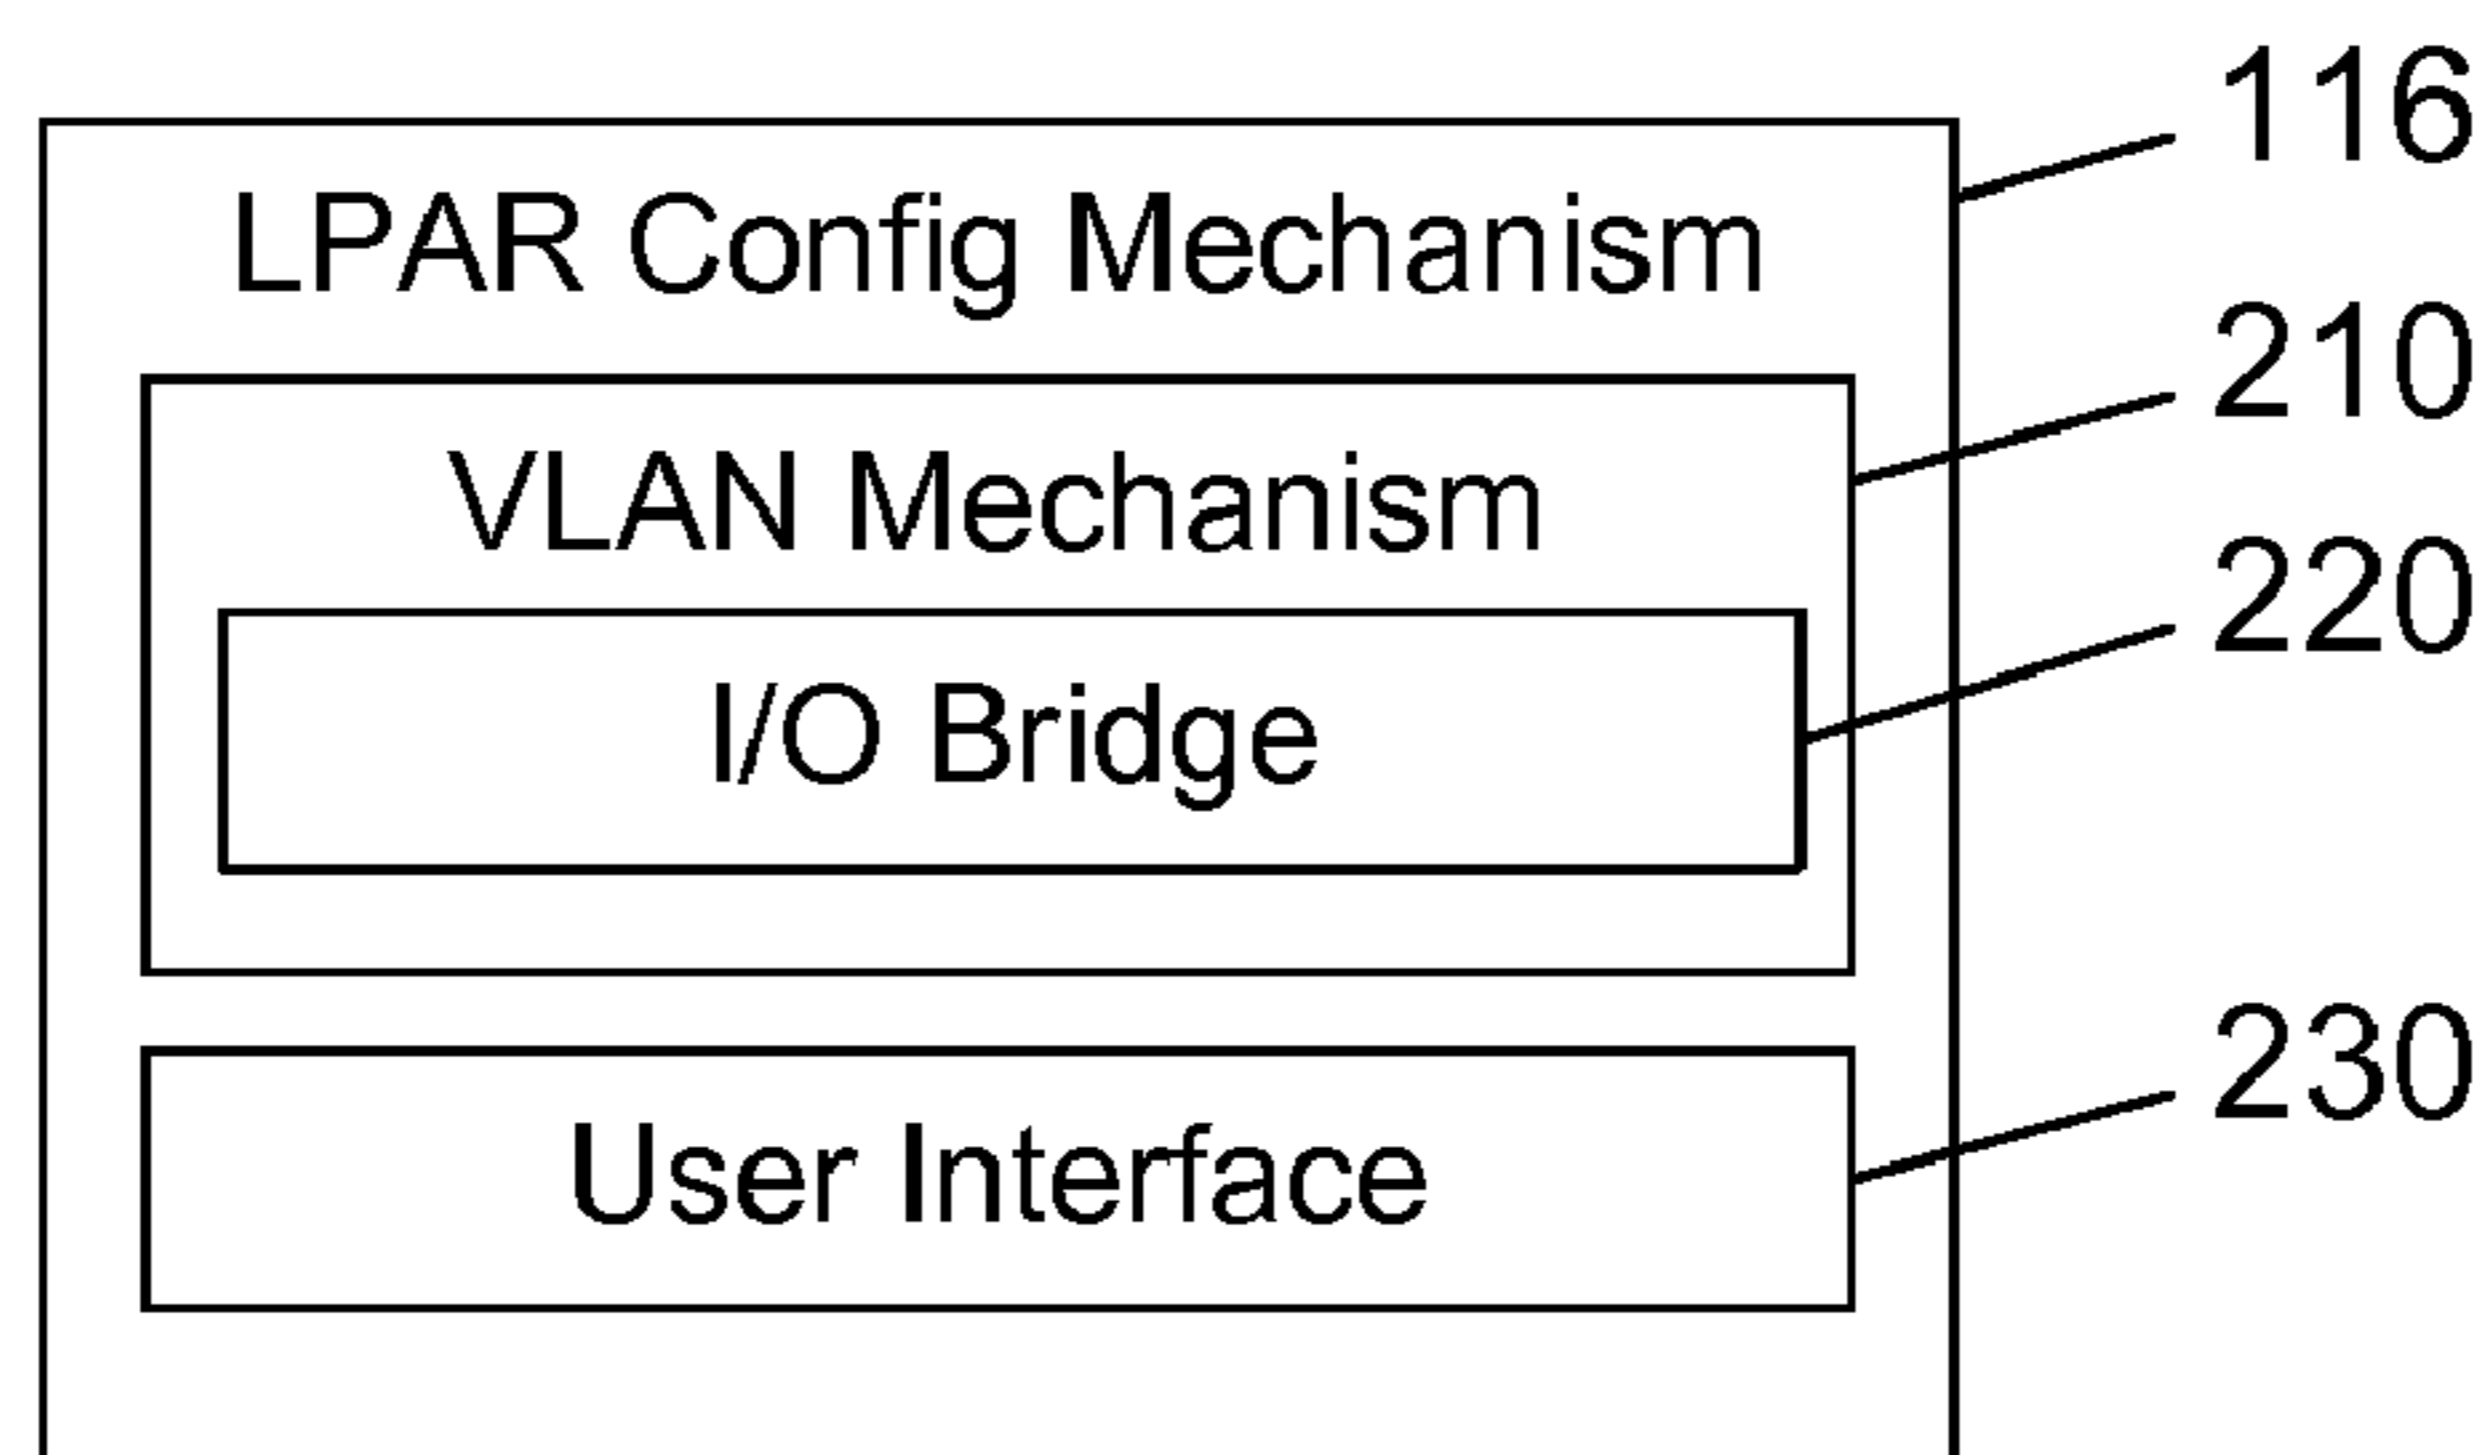 116
LPAR Config Mechanism
210
VLAN Mechanism
220
I/O Bridge
230
User Interface